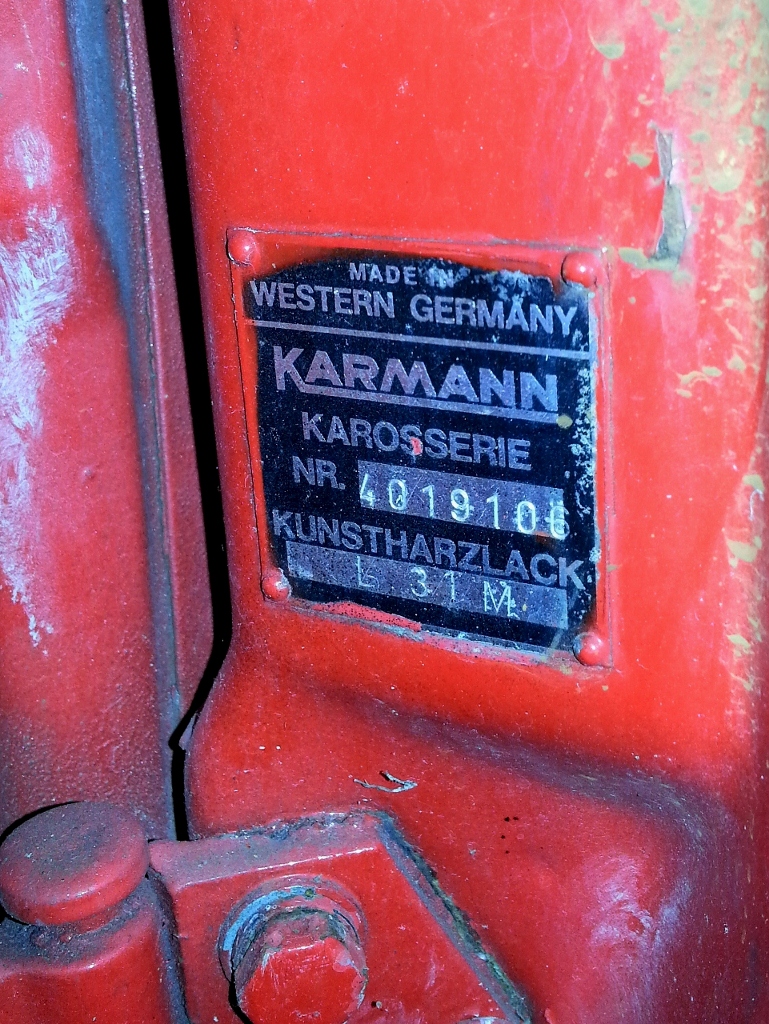 MADE IN
WESTERN GERMANY
KARMANN
KAROSSERIE
NR. 4019106
KUNSTHARZLACK
L 31 M